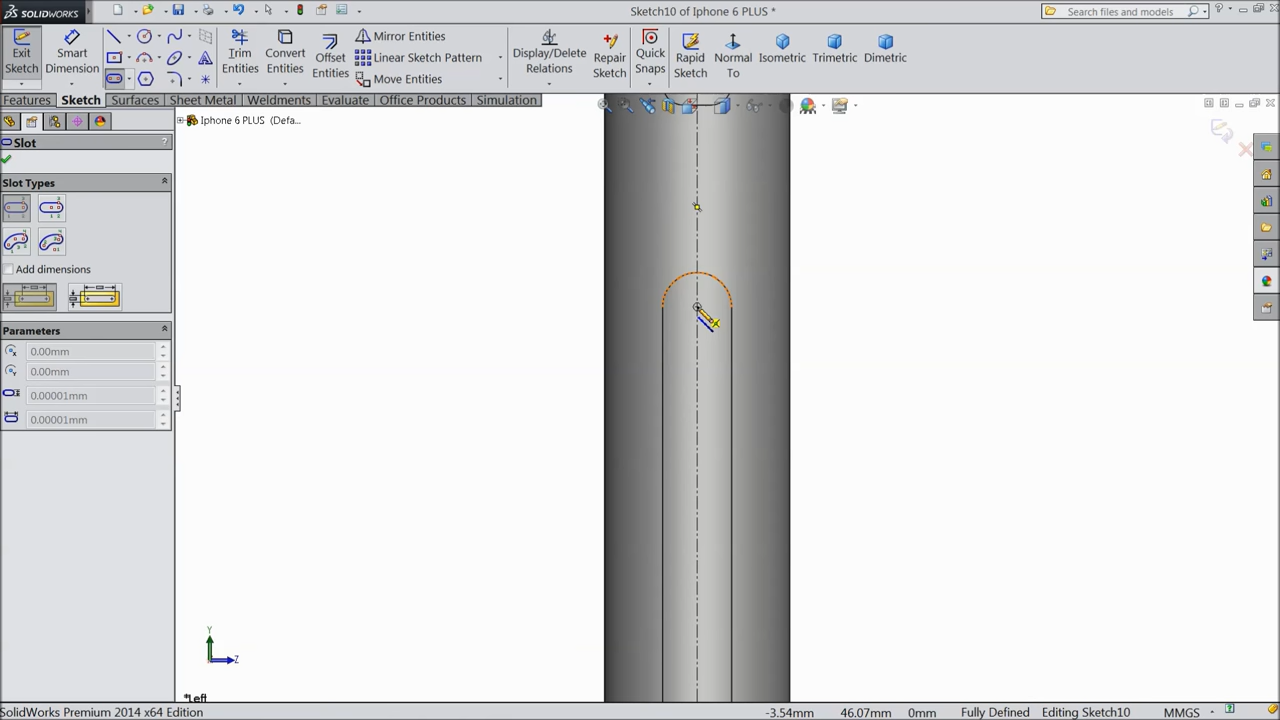 SOLIDWORKS
Sketch10 of Iphone 6 PLUS *
Search files and models
Exit Sketch
Smart Dimension
Trim Entities
Convert Entities
Offset Entities
Mirror Entities
Linear Sketch Pattern
Move Entities
Display/Delete Relations
Repair Sketch
Quick Snaps
Rapid Sketch
Normal To
Isometric
Trimetric
Dimetric
Features Sketch Surfaces Sheet Metal Weldments Evaluate Office Products Simulation
Iphone 6 PLUS (Defa...
Slot ?
Slot Types
Add dimensions
Parameters
0.00mm
0.00mm
0.00001mm
0.00001mm
Y
Z
*Left
SolidWorks Premium 2014 x64 Edition -3.54mm 46.07mm 0mm Fully Defined Editing Sketch10 MMGS